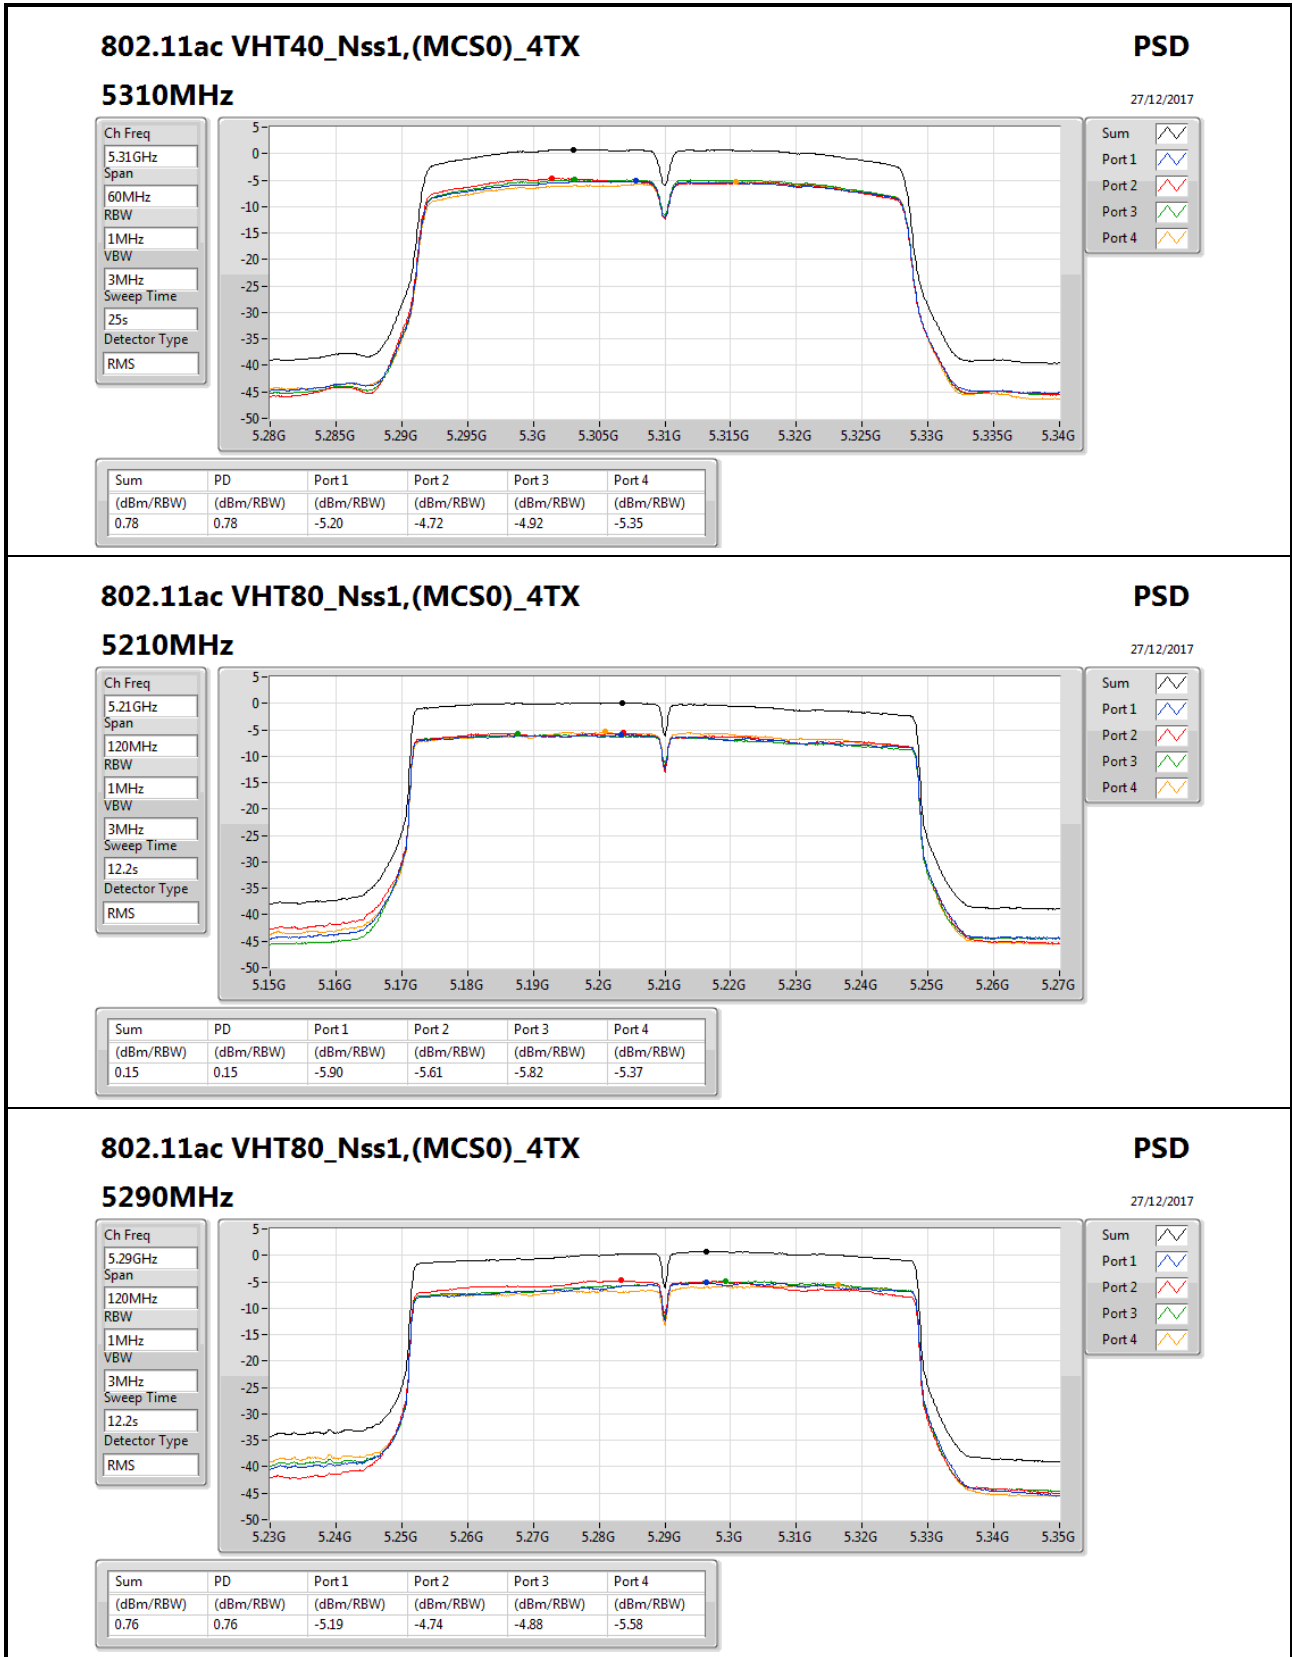 802.11ac VHT40_Nss1,(MCS0)_4TX PSD
5310MHz 27/12/2017
Ch Freq
5.31GHz
Span
60MHz
RBW
1MHz
VBW
3MHz
Sweep Time
25s
Detector Type
RMS
5
0
-5
-10
-15
-20
-25
-30
-35
-40
-45
-50
5.28G 5.285G 5.29G 5.295G 5.3G 5.305G 5.31G 5.315G 5.32G 5.325G 5.33G 5.335G 5.34G
Sum
Port 1
Port 2
Port 3
Port 4
Sum PD Port 1 Port 2 Port 3 Port 4
(dBm/RBW) (dBm/RBW) (dBm/RBW) (dBm/RBW) (dBm/RBW) (dBm/RBW)
0.78 0.78 -5.20 -4.72 -4.92 -5.35
802.11ac VHT80_Nss1,(MCS0)_4TX PSD
5210MHz 27/12/2017
Ch Freq
5.21GHz
Span
120MHz
RBW
1MHz
VBW
3MHz
Sweep Time
12.2s
Detector Type
RMS
5
0
-5
-10
-15
-20
-25
-30
-35
-40
-45
-50
5.15G 5.16G 5.17G 5.18G 5.19G 5.2G 5.21G 5.22G 5.23G 5.24G 5.25G 5.26G 5.27G
Sum
Port 1
Port 2
Port 3
Port 4
Sum PD Port 1 Port 2 Port 3 Port 4
(dBm/RBW) (dBm/RBW) (dBm/RBW) (dBm/RBW) (dBm/RBW) (dBm/RBW)
0.15 0.15 -5.90 -5.61 -5.82 -5.37
802.11ac VHT80_Nss1,(MCS0)_4TX PSD
5290MHz 27/12/2017
Ch Freq
5.29GHz
Span
120MHz
RBW
1MHz
VBW
3MHz
Sweep Time
12.2s
Detector Type
RMS
5
0
-5
-10
-15
-20
-25
-30
-35
-40
-45
-50
5.23G 5.24G 5.25G 5.26G 5.27G 5.28G 5.29G 5.3G 5.31G 5.32G 5.33G 5.34G 5.35G
Sum
Port 1
Port 2
Port 3
Port 4
Sum PD Port 1 Port 2 Port 3 Port 4
(dBm/RBW) (dBm/RBW) (dBm/RBW) (dBm/RBW) (dBm/RBW) (dBm/RBW)
0.76 0.76 -5.19 -4.74 -4.88 -5.58